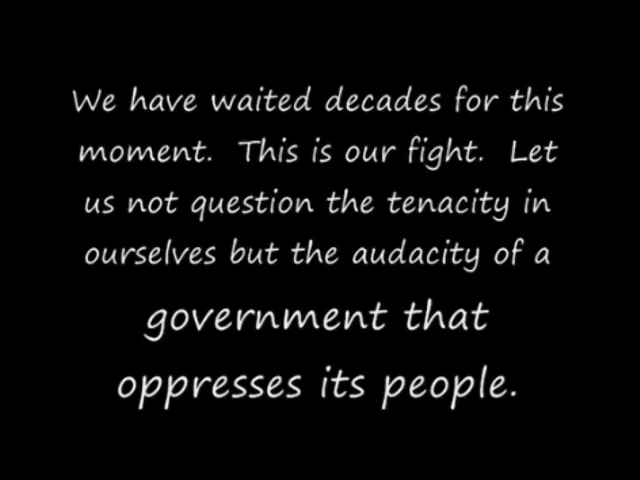 We have waited decades for this
moment.  This is our fight.  Let
us not question the tenacity in
ourselves but the audacity of a
government that
oppresses its people.